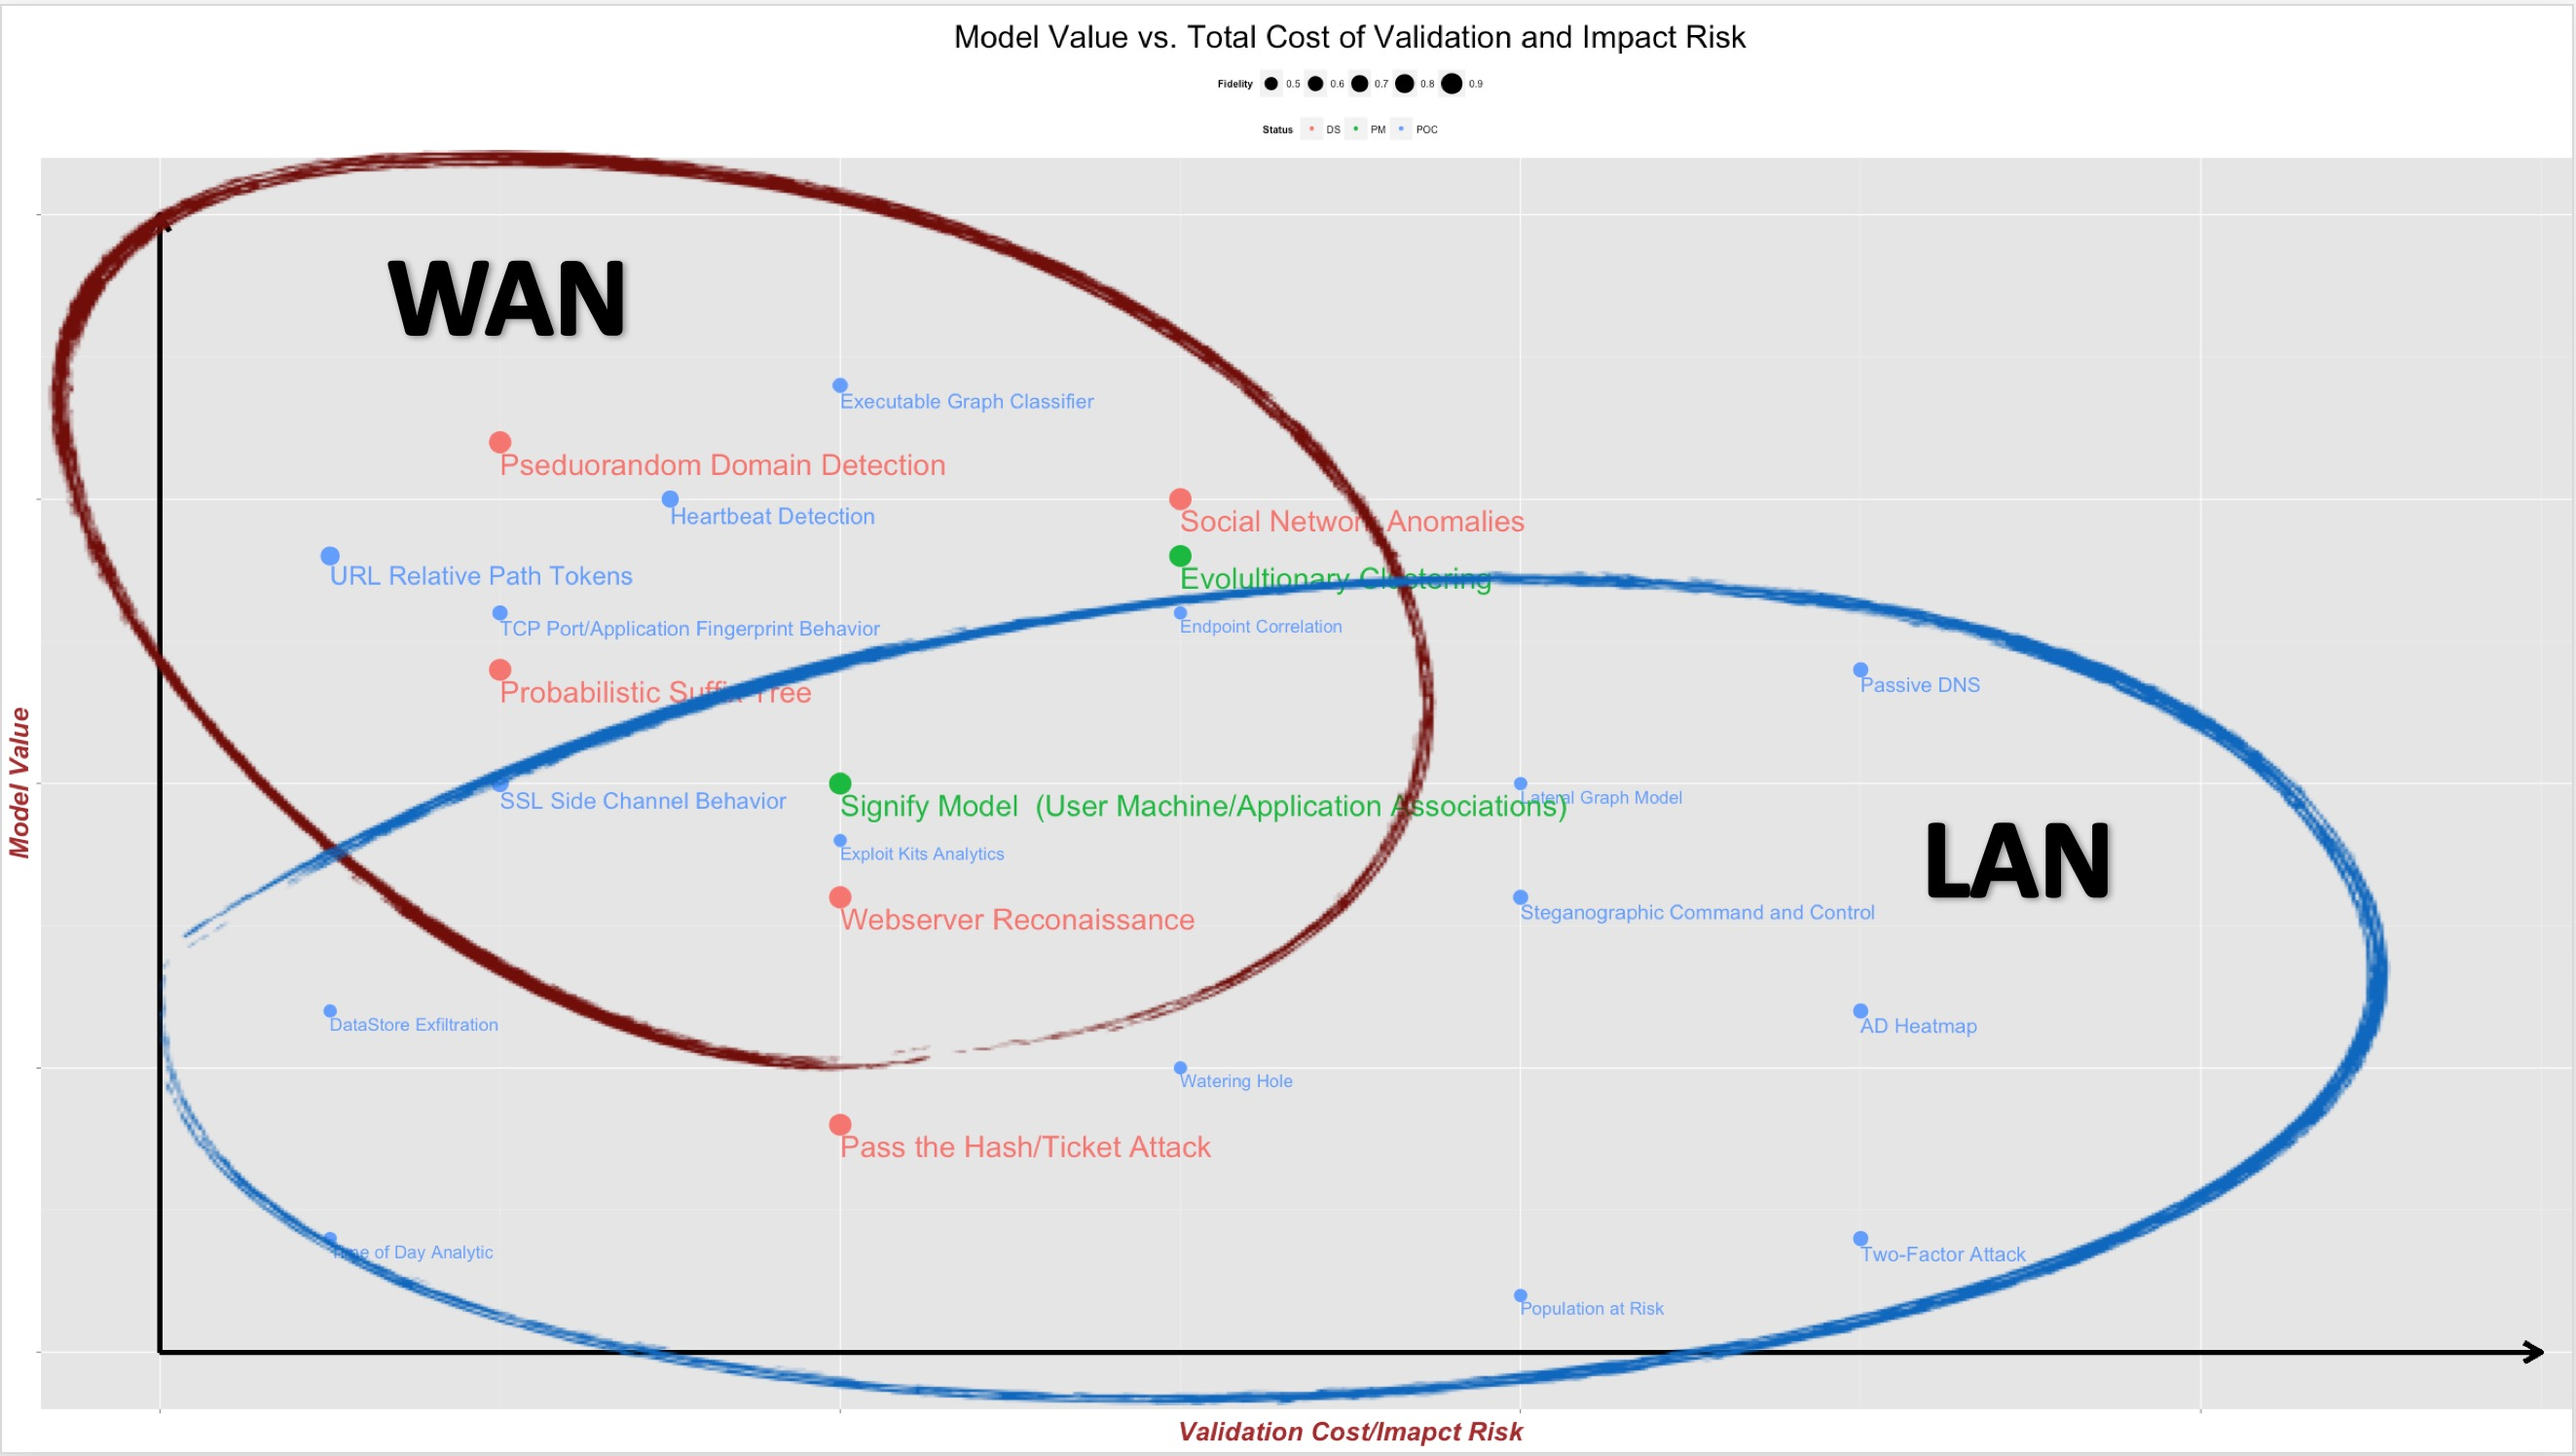 Model Value vs. Total Cost of Validation and Impact Risk
Fidelity 0.5 0.6 0.7 0.8 0.9
Status DS PM POC
WAN
Executable Graph Classifier
Pseduorandom Domain Detection
Heartbeat Detection
Social Network Anomalies
URL Relative Path Tokens
Evolultionary Clustering
TCP Port/Application Fingerprint Behavior
Endpoint Correlation
Probabilistic Suffix Tree
Passive DNS
SSL Side Channel Behavior
Signify Model (User Machine/Application Associations)
Lateral Graph Model
LAN
Exploit Kits Analytics
Webserver Reconaissance
Steganographic Command and Control
DataStore Exfiltration
AD Heatmap
Watering Hole
Pass the Hash/Ticket Attack
Time of Day Analytic
Two-Factor Attack
Population at Risk
Model Value
Validation Cost/Imapct Risk